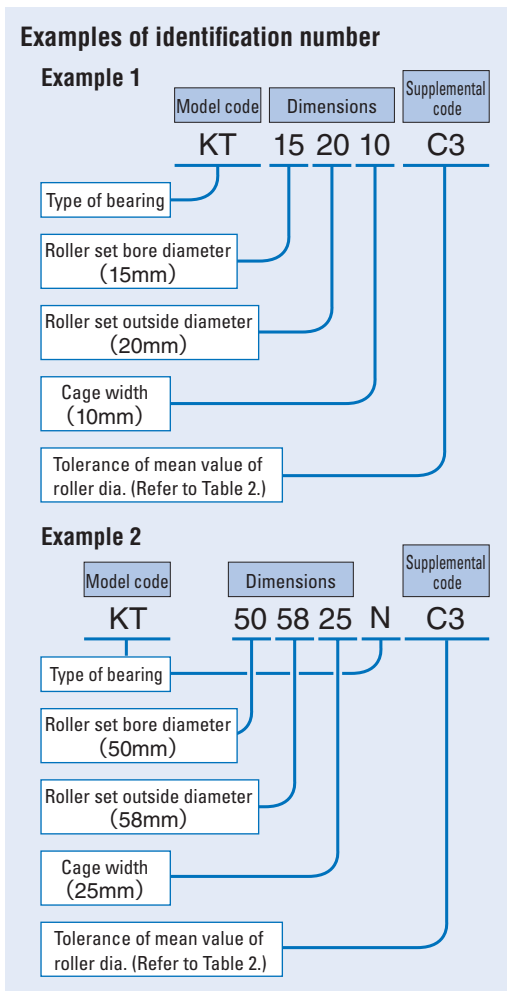 Examples of identification number
Example 1
Model code Dimensions Supplemental code
KT 15 20 10 C3
Type of bearing
Roller set bore diameter
(15mm)
Roller set outside diameter
(20mm)
Cage width
(10mm)
Tolerance of mean value of
roller dia. (Refer to Table 2.)
Example 2
Model code Dimensions Supplemental code
KT 50 58 25 N C3
Type of bearing
Roller set bore diameter
(50mm)
Roller set outside diameter
(58mm)
Cage width
(25mm)
Tolerance of mean value of
roller dia. (Refer to Table 2.)